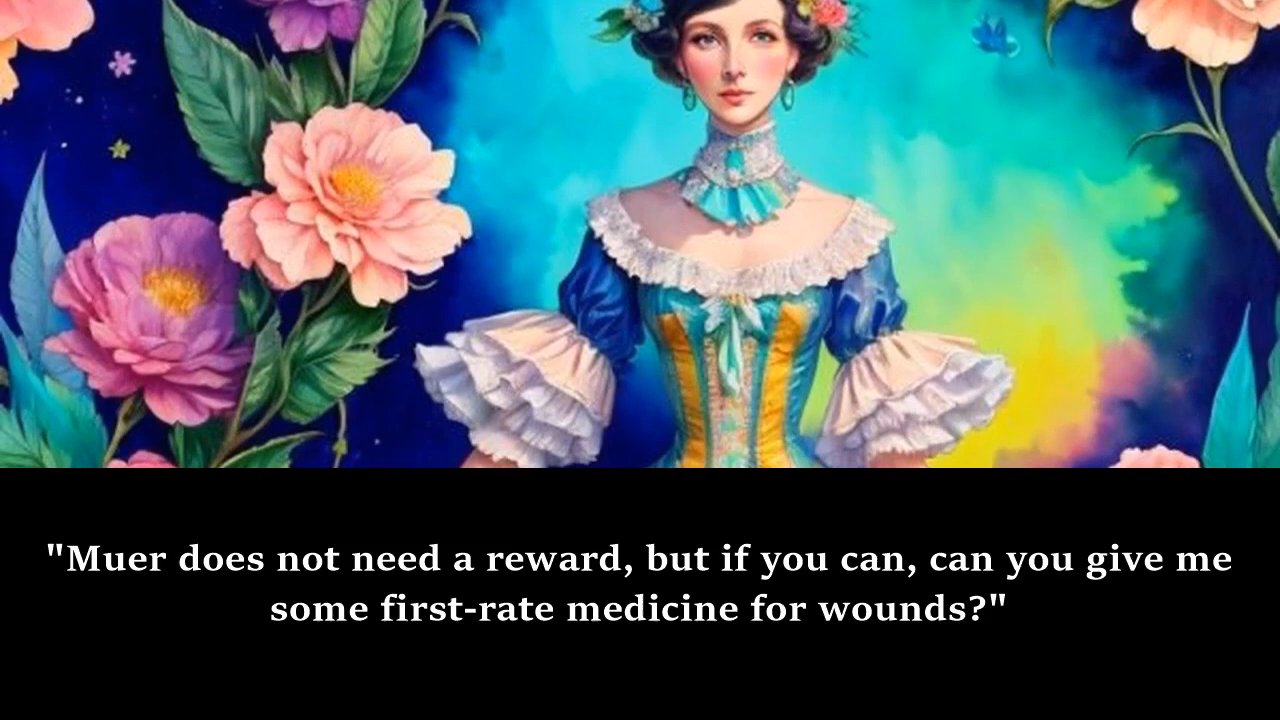 "Muer does not need a reward, but if you can, can you give me
some first-rate medicine for wounds?"